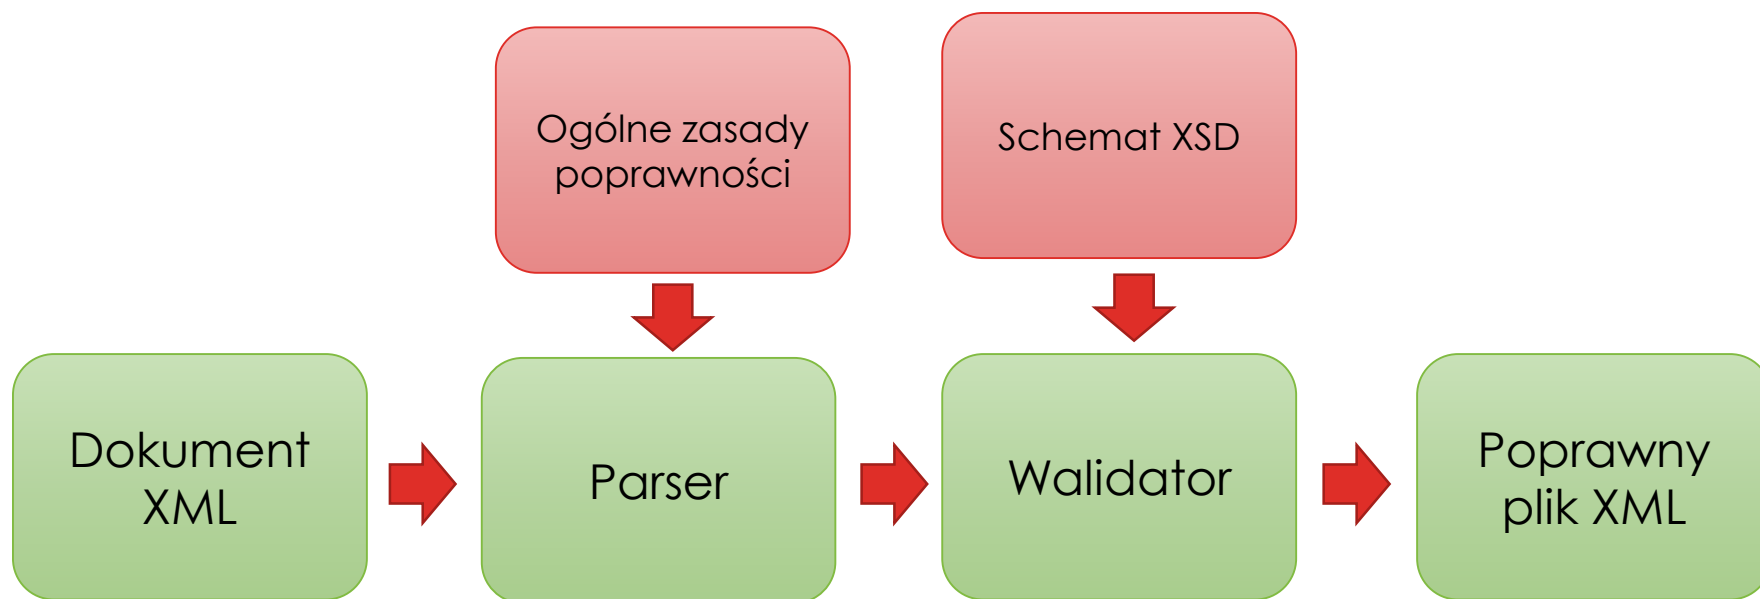 Ogólne zasady
poprawności
Schemat XSD
Dokument
XML
Parser
Walidator
Poprawny
plik XML